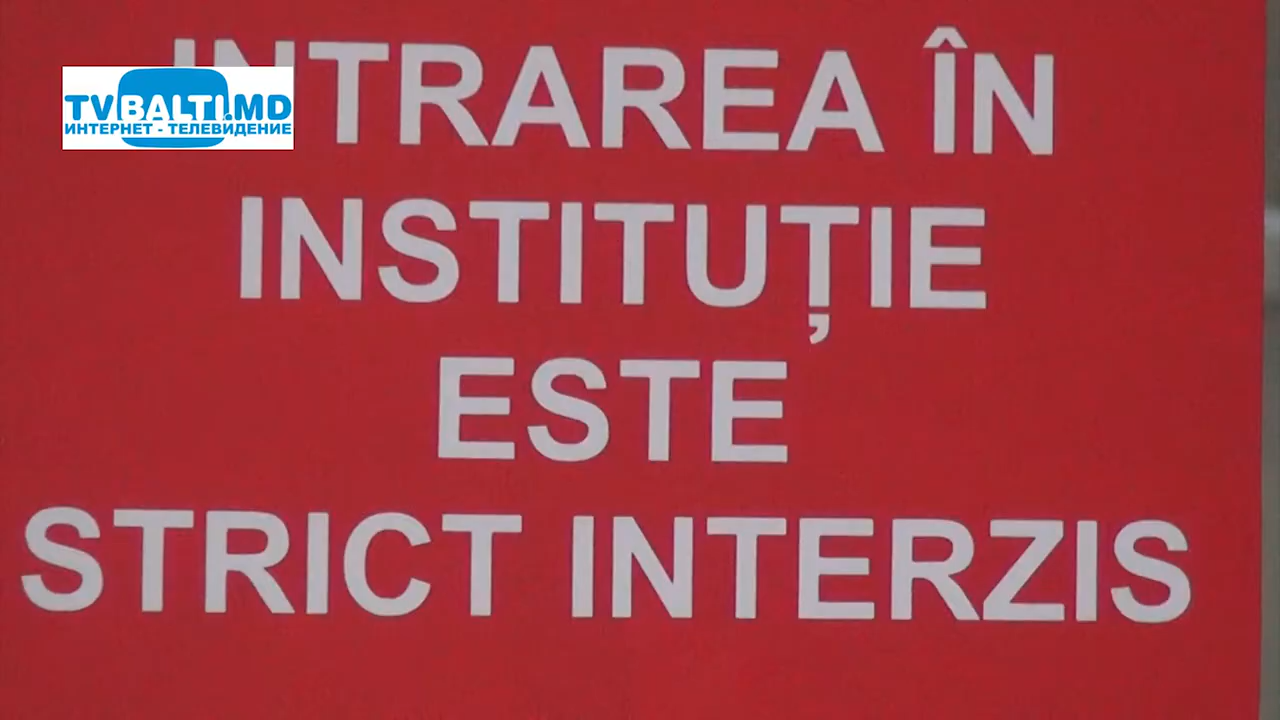 INTRAREA ÎN
TVBALTI.MD
ИНТЕРНЕТ - ТЕЛЕВИДЕНИЕ
INSTITUȚIE
ESTE
STRICT INTERZIS